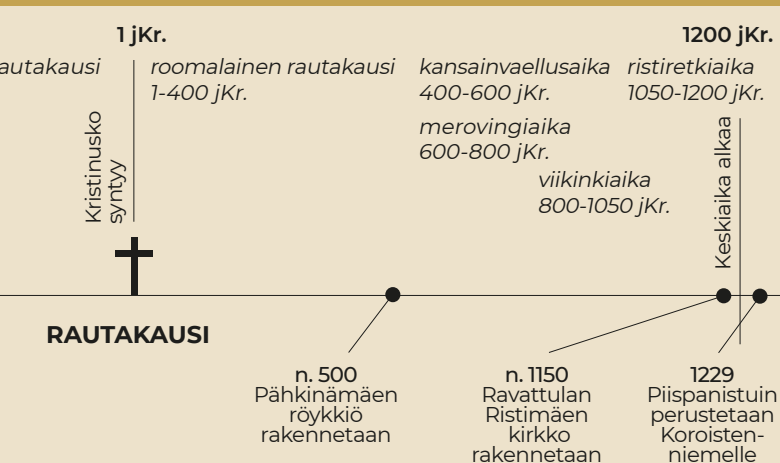 1 jKr.
1200 jKr.
autakausi
roomalainen rautakausi
1-400 jKr.
kansainvaellusaika
400-600 jKr.
merovingiaika
600-800 jKr.
viikinkiaika
800-1050 jKr.
ristiretkiaika
1050-1200 jKr.
Kristinusko
syntyy
Keskiaika alkaa
RAUTAKAUSI
n. 500
Pähkinämäen
röykkiö
rakennetaan
n. 1150
Ravattulan
Ristimäen
kirkko
rakennetaan
1229
Piispanistuin
perustetaan
Koroisten-
niemelle